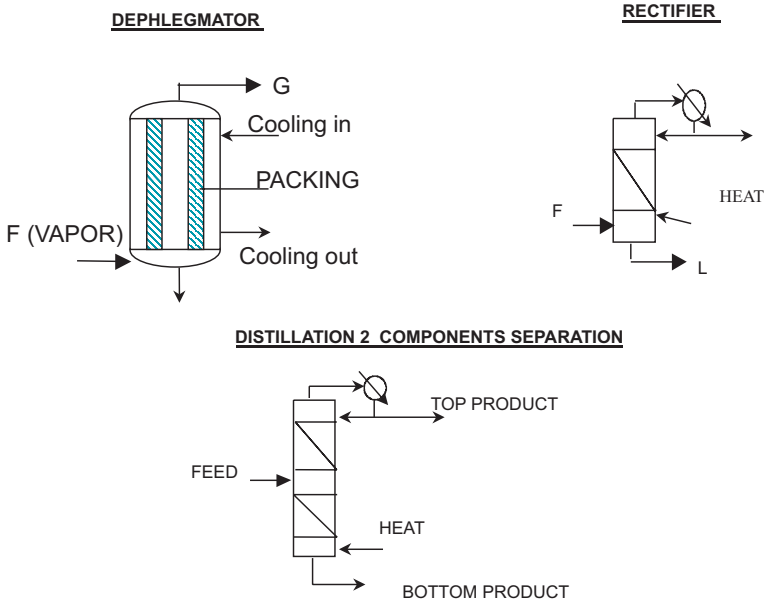 DEPHLEGMATOR
G
Cooling in
PACKING
F (VAPOR)
Cooling out
RECTIFIER
F
HEAT
L
DISTILLATION 2 COMPONENTS SEPARATION
TOP PRODUCT
FEED
HEAT
BOTTOM PRODUCT